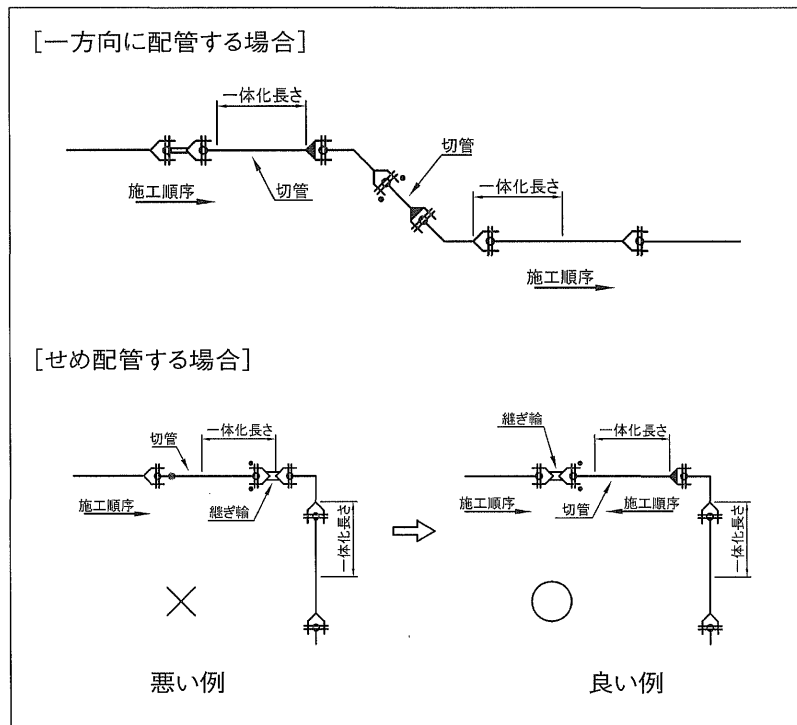 [一方向に配管する場合]
一体化長さ
切管
切管
一体化長さ
施工順序
施工順序
[せめ配管する場合]
切管
一体化長さ
継ぎ輪
施工順序
一体化長さ
悪い例
継ぎ輪
一体化長さ
施工順序
切管
施工順序
一体化長さ
良い例